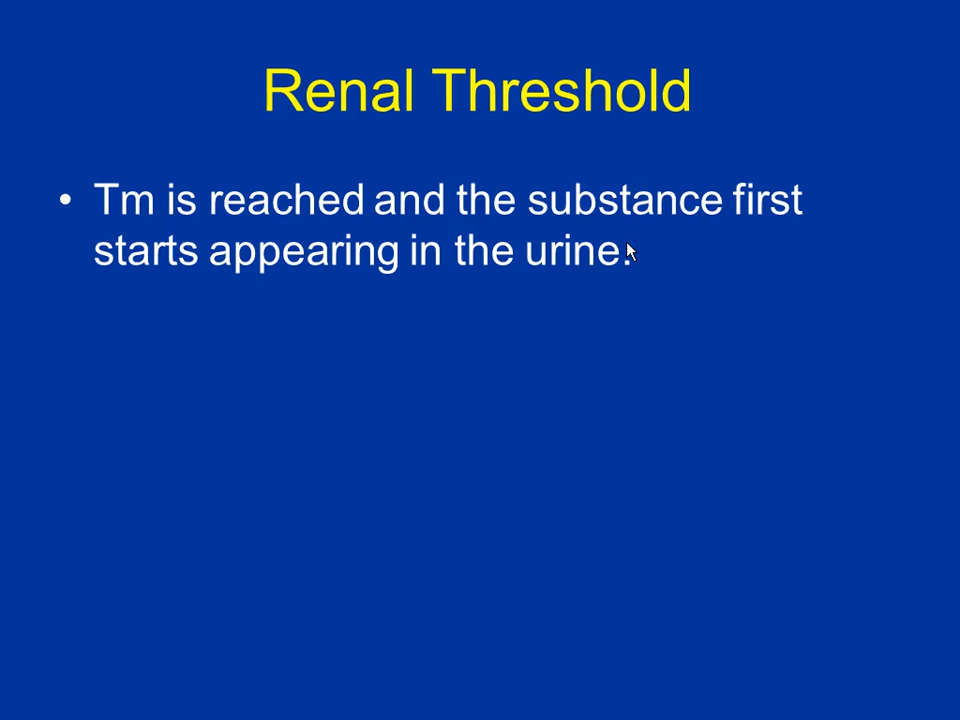 Renal Threshold
• Tm is reached and the substance first
starts appearing in the urine.